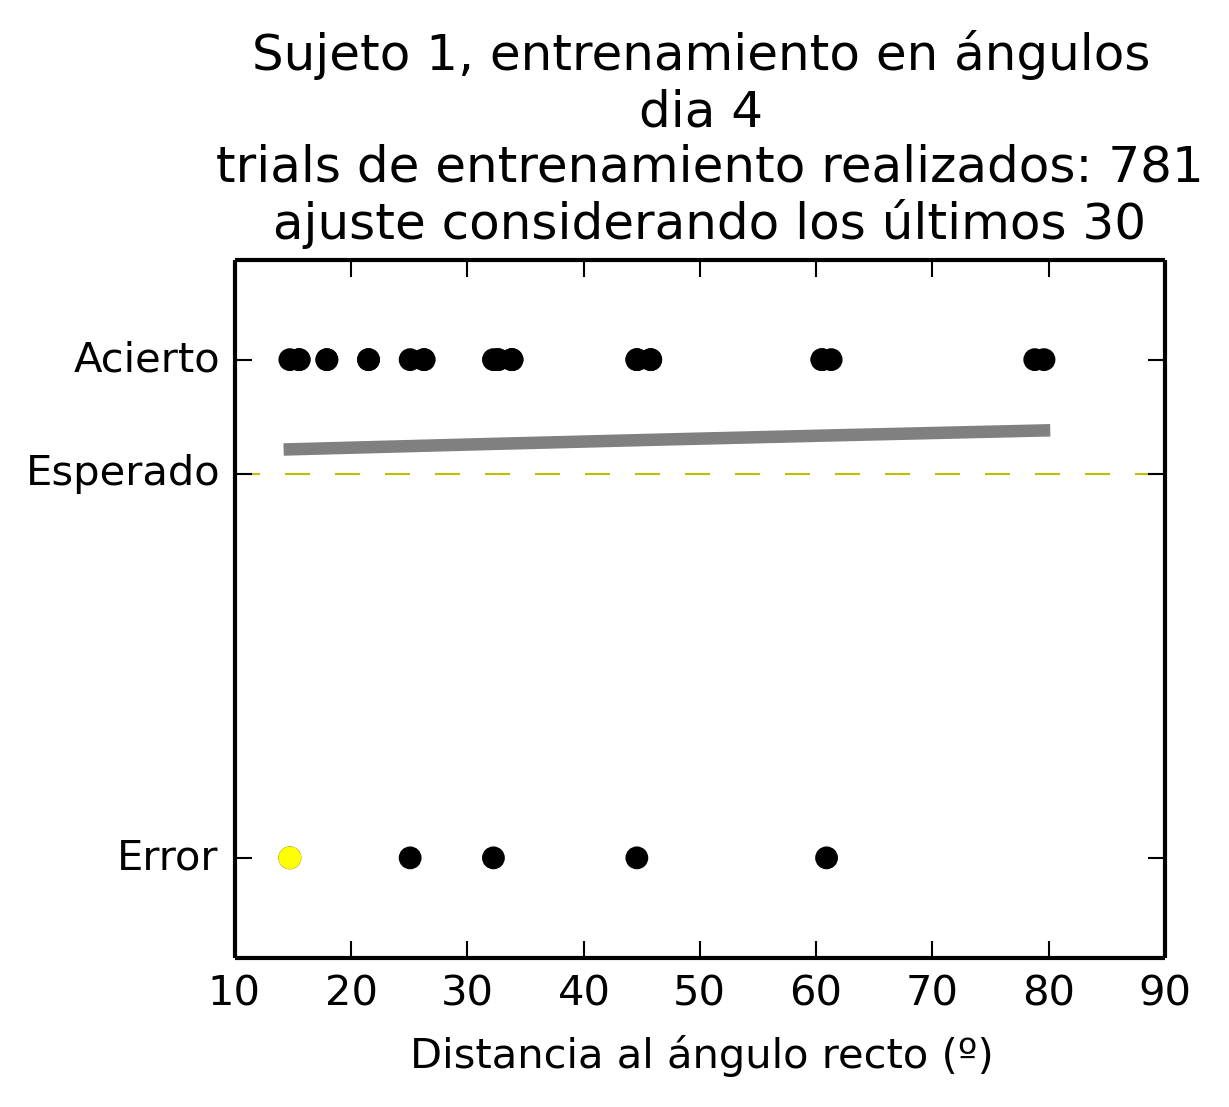 Sujeto 1, entrenamiento en ángulos
dia 4
trials de entrenamiento realizados: 781
ajuste considerando los últimos 30
Acierto
Esperado
Error
10 20 30 40 50 60 70 80 90
Distancia al ángulo recto (º)